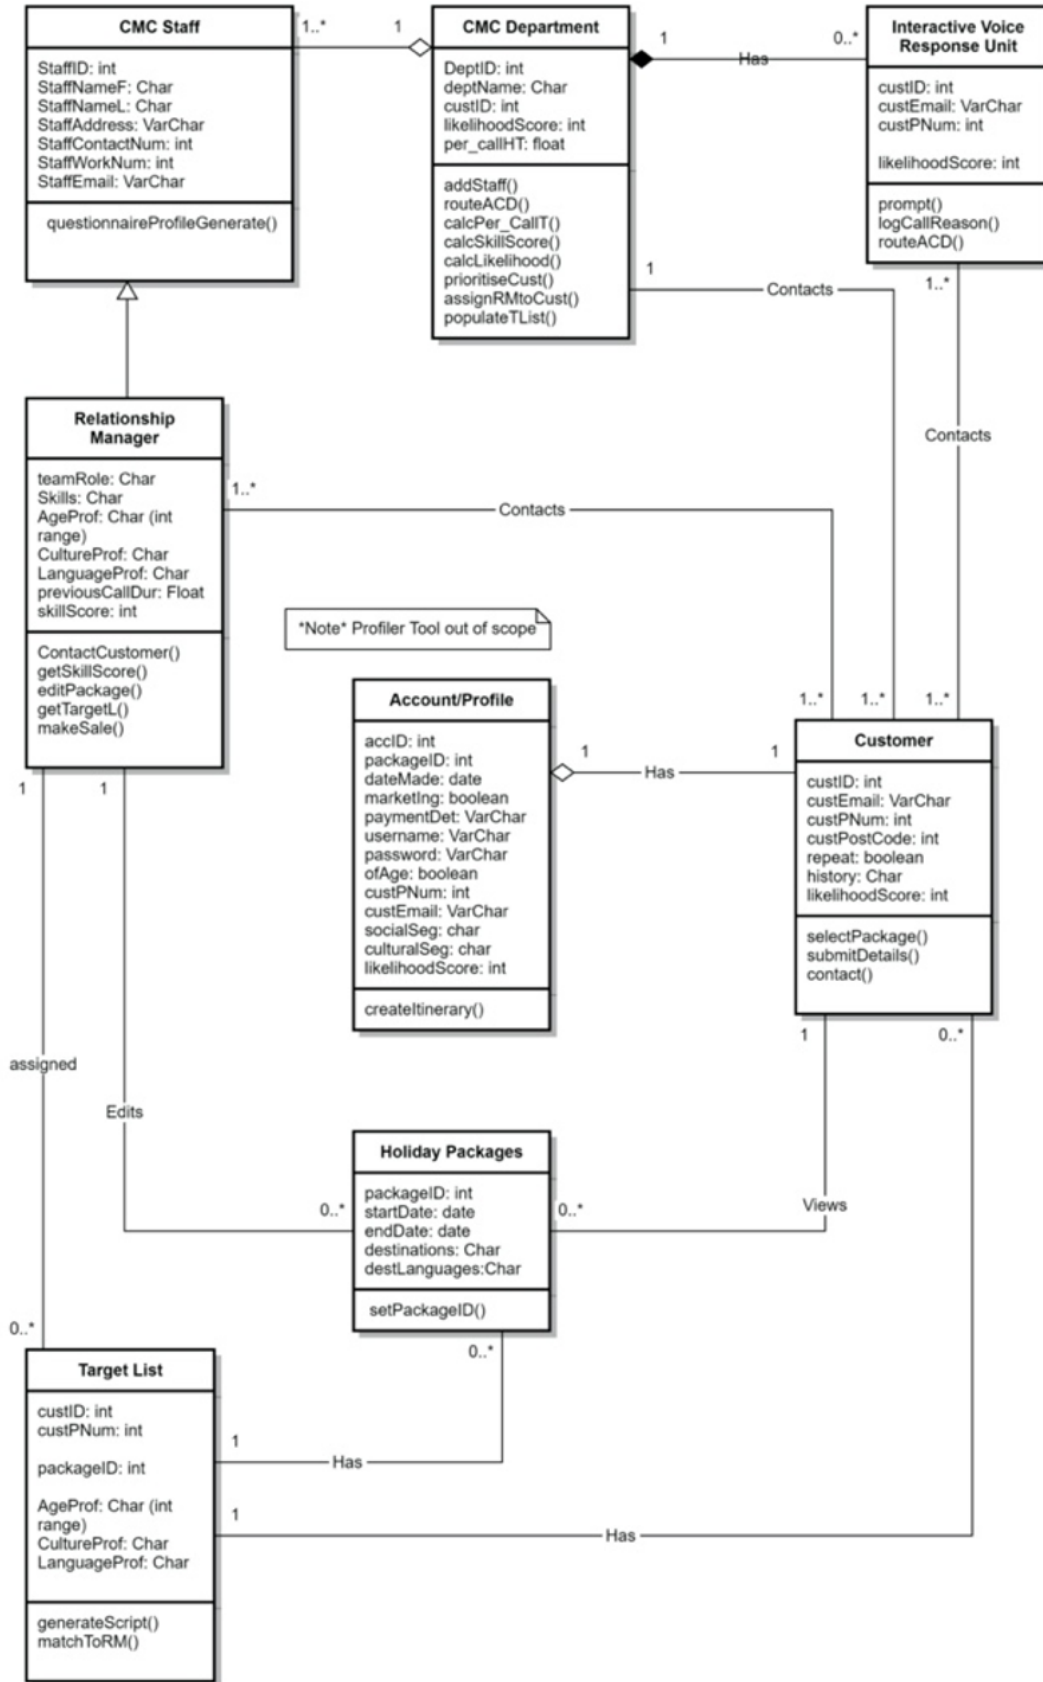 CMC Staff
StaffID: int
StaffNameF: Char
StaffNameL: Char
StaffAddress: VarChar
StaffContactNum: int
StaffWorkNum: int
StaffEmail: VarChar
questionnaireProfileGenerate()
1..*
1
CMC Department
DeptID: int
deptName: Char
custID: int
likelihoodScore: int
per_callHT: float
addStaff()
routeACD()
calcPer_CallT()
calcSkillScore()
calcLikelihood()
prioritiseCust()
assignRMtoCust()
populateTList()
1
Has
0..*
Interactive Voice
Response Unit
custID: int
custEmail: VarChar
custPNum: int
likelihoodScore: int
prompt()
logCallReason()
routeACD()
1
Contacts
1..*
Contacts
Relationship
Manager
teamRole: Char
Skills: Char
AgeProf: Char (int
range)
CultureProf: Char
LanguageProf: Char
previousCallDur: Float
skillScore: int
ContactCustomer()
getSkillScore()
editPackage()
getTargetL()
makeSale()
1..*
Contacts
*Note* Profiler Tool out of scope
1..*
1..*
1..*
Account/Profile
accID: int
packageID: int
dateMade: date
marketIng: boolean
paymentDet: VarChar
username: VarChar
password: VarChar
ofAge: boolean
custPNum: int
custEmail: VarChar
socialSeg: char
culturalSeg: char
likelihoodScore: int
createItinerary()
1
Has
1
Customer
custID: int
custEmail: VarChar
custPNum: int
custPostCode: int
repeat: boolean
history: Char
likelihoodScore: int
selectPackage()
submitDetails()
contact()
1
1
1
0..*
assigned
Edits
Holiday Packages
packageID: int
startDate: date
endDate: date
destinations: Char
destLanguages:Char
setPackageID()
0..*
0..*
Views
0..*
0..*
Target List
custID: int
custPNum: int
packageID: int
AgeProf: Char (int
range)
CultureProf: Char
LanguageProf: Char
generateScript()
matchToRM()
1
Has
1
Has